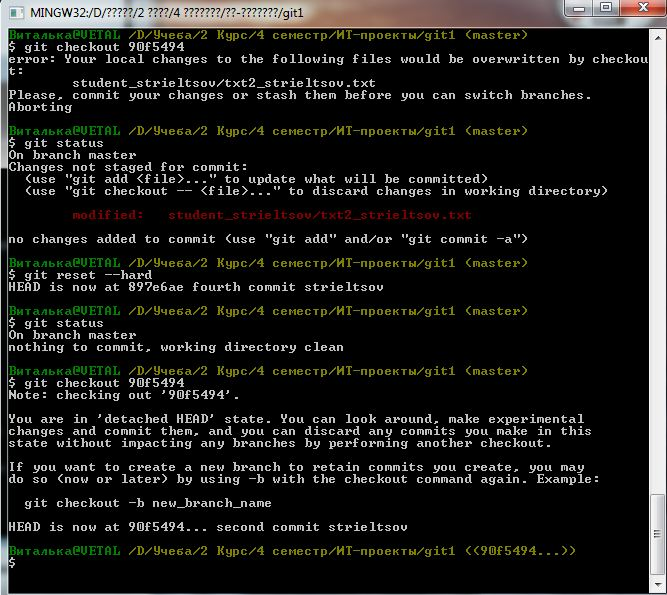 MINGW32:/D/?????/2 ????/4 ???????/??-???????/git1
Виталька@VETAL /D/Учеба/2 Курс/4 семестр/ИТ-проекты/git1 (master)
$ git checkout 90f5494
error: Your local changes to the following files would be overwritten by checkou
t:
student_strieltsov/txt2_strieltsov.txt
Please, commit your changes or stash them before you can switch branches.
Aborting
Виталька@VETAL /D/Учеба/2 Курс/4 семестр/ИТ-проекты/git1 (master)
$ git status
On branch master
Changes not staged for commit:
(use "git add <file>..." to update what will be committed)
(use "git checkout -- <file>..." to discard changes in working directory)
modified:   student_strieltsov/txt2_strieltsov.txt
no changes added to commit (use "git add" and/or "git commit -a")
Виталька@VETAL /D/Учеба/2 Курс/4 семестр/ИТ-проекты/git1 (master)
$ git reset --hard
HEAD is now at 897e6ae fourth commit strieltsov
Виталька@VETAL /D/Учеба/2 Курс/4 семестр/ИТ-проекты/git1 (master)
$ git status
On branch master
nothing to commit, working directory clean
Виталька@VETAL /D/Учеба/2 Курс/4 семестр/ИТ-проекты/git1 (master)
$ git checkout 90f5494
Note: checking out '90f5494'.
You are in 'detached HEAD' state. You can look around, make experimental
changes and commit them, and you can discard any commits you make in this
state without impacting any branches by performing another checkout.
If you want to create a new branch to retain commits you create, you may
do so (now or later) by using -b with the checkout command again. Example:
git checkout -b new_branch_name
HEAD is now at 90f5494... second commit strieltsov
Виталька@VETAL /D/Учеба/2 Курс/4 семестр/ИТ-проекты/git1 ((90f5494...))
$